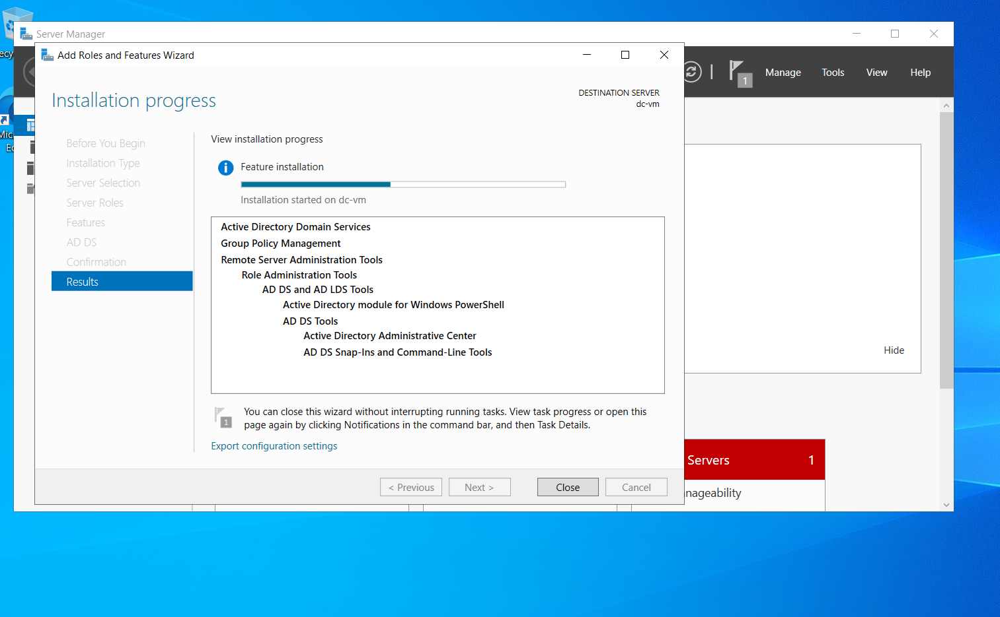 Server Manager
Add Roles and Features Wizard
1
Manage
Tools
View
Help
Installation progress
DESTINATION SERVER
dc-vm
Before You Begin
Installation Type
Server Selection
Server Roles
Features
AD DS
Confirmation
Results
View installation progress
Feature installation
Installation started on dc-vm
Active Directory Domain Services
Group Policy Management
Remote Server Administration Tools
Role Administration Tools
AD DS and AD LDS Tools
Active Directory module for Windows PowerShell
AD DS Tools
Active Directory Administrative Center
AD DS Snap-Ins and Command-Line Tools
1
You can close this wizard without interrupting running tasks. View task progress or open this
page again by clicking Notifications in the command bar, and then Task Details.
Export configuration settings
< Previous
Next >
Close
Cancel
Hide
Servers 1
nageability
ecy
Mic
Ec